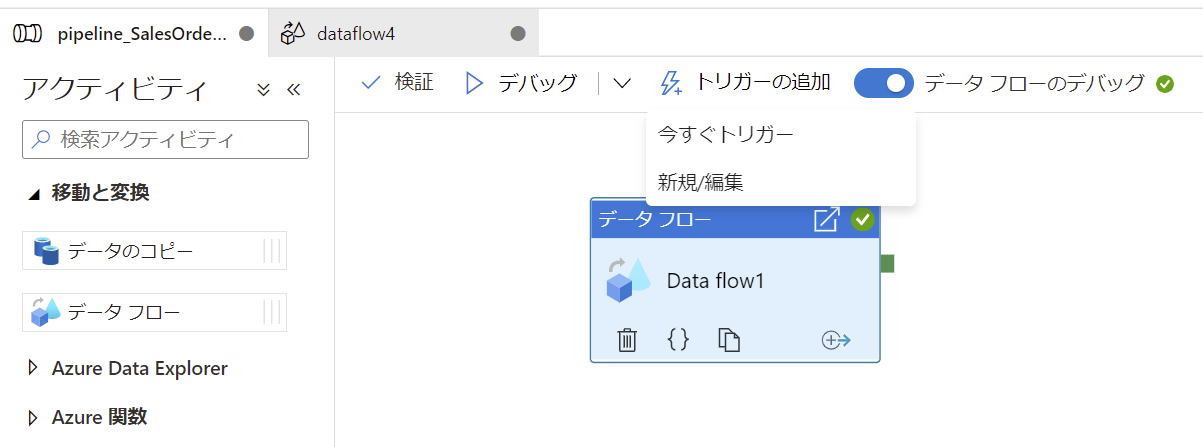 pipeline_SalesOrde...
dataflow4
アクティビティ
検証
デバッグ
トリガーの追加
データ フローのデバッグ
今すぐトリガー
新規/編集
検索アクティビティ
移動と変換
データのコピー
データ フロー
Azure Data Explorer
Azure 関数
データ フロー
Data flow1